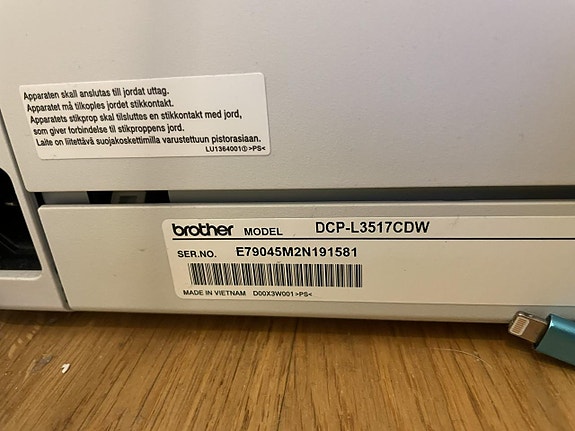 Apparaten skall anslutas till jordat uttag.
Apparatet må tilkoples jordet stikkontakt.
Apparatets stikprop skal tilsluttes en stikkontakt med jord,
som giver forbindelse til stikproppens jord.
Laite on liitettävä suojakoskettimilla varustettuun pistorasiaan.
LU1364001① >PS<
brother MODEL DCP-L3517CDW
SER.NO. E79045M2N191581
MADE IN VIETNAM D00X3W001 >PS<